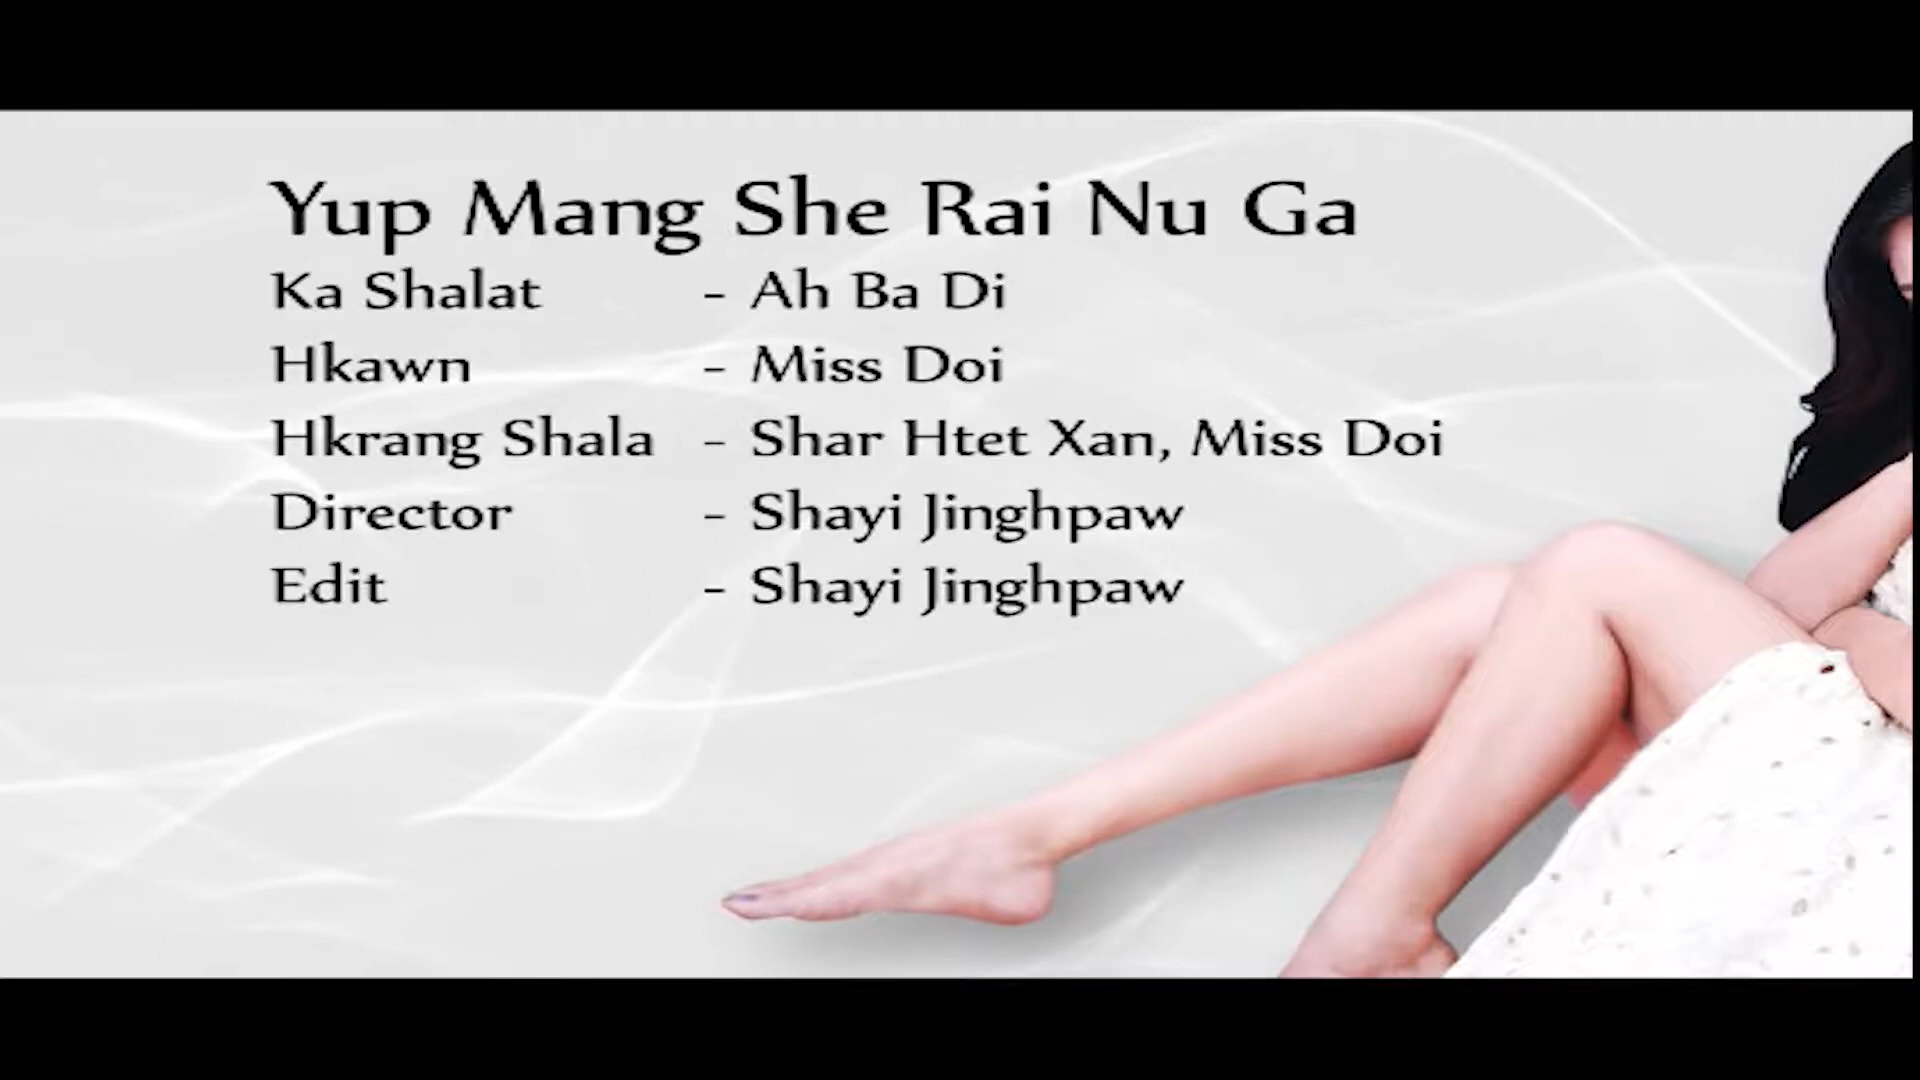 Yup Mang She Rai Nu Ga
Ka Shalat - Ah Ba Di
Hkawn - Miss Doi
Hkrang Shala - Shar Htet Xan, Miss Doi
Director - Shayi Jinghpaw
Edit - Shayi Jinghpaw